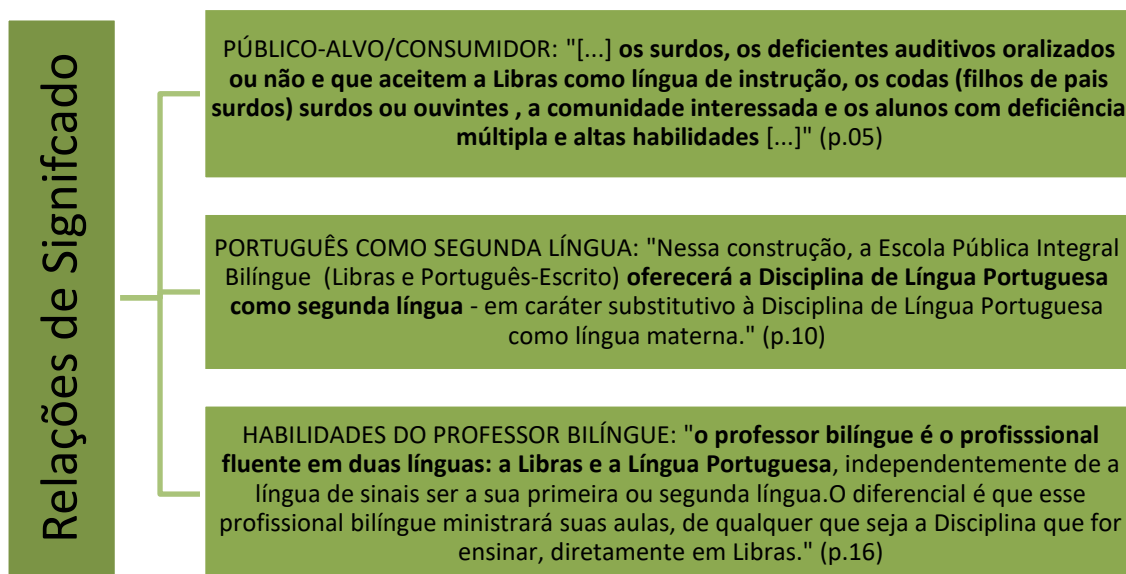 Relações de Signifcado
PÚBLICO-ALVO/CONSUMIDOR: "[...] os surdos, os deficientes auditivos oralizados
ou não e que aceitem a Libras como língua de instrução, os codas (filhos de pais
surdos) surdos ou ouvintes , a comunidade interessada e os alunos com deficiência
múltipla e altas habilidades [...]" (p.05)
PORTUGUÊS COMO SEGUNDA LÍNGUA: "Nessa construção, a Escola Pública Integral
Bilíngue (Libras e Português-Escrito) oferecerá a Disciplina de Língua Portuguesa
como segunda língua - em caráter substitutivo à Disciplina de Língua Portuguesa
como língua materna." (p.10)
HABILIDADES DO PROFESSOR BILÍNGUE: "o professor bilíngue é o profisssional
fluente em duas línguas: a Libras e a Língua Portuguesa, independentemente de a
língua de sinais ser a sua primeira ou segunda língua.O diferencial é que esse
profissional bilíngue ministrará suas aulas, de qualquer que seja a Disciplina que for
ensinar, diretamente em Libras." (p.16)